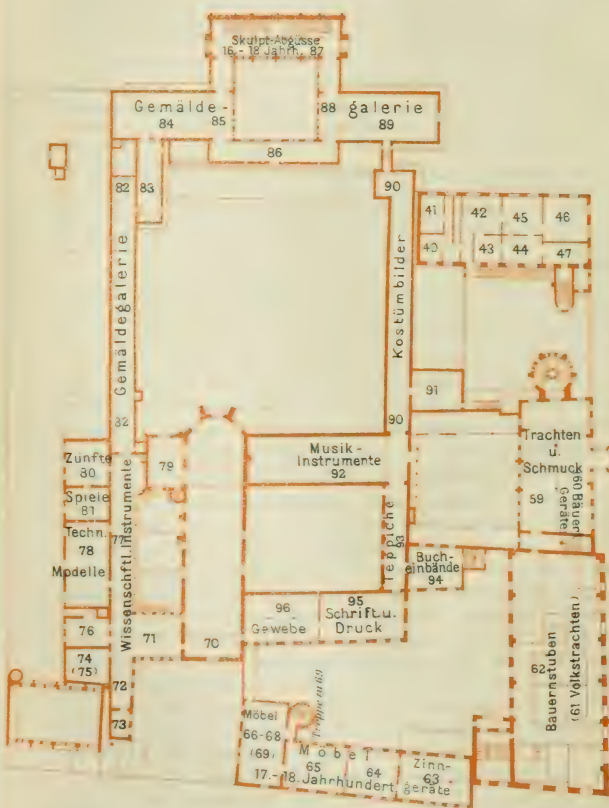 Skulpt-Abgüsse
16.-18 Jahrh. 87
Gemälde-
84
85
88
galerie
89
86
82
83
90
41
42
45
46
40
43
44
47
Gemäldegalerie
Kostümbilder
91
82
90
Zünfte
80
79
Musik-
Instrumente
92
Trachten
u.
Schmuck
59
60 Bäuer.
Geräte
Spiele
81
Techn.
78
Modelle
77
Wissenschftl. Instrumente
Teppiche
93
Buch-
einbände
94
96
Gewebe
95
Schrift u.
Druck
76
71
70
74
(75)
72
73
62
Bauernstuben
(61 Volkstrachten)
Möbel
66-68
(69)
Treppe zu 69
Möbel
65
64
17.-18. Jahrhundert
Zinn-
63
geräte